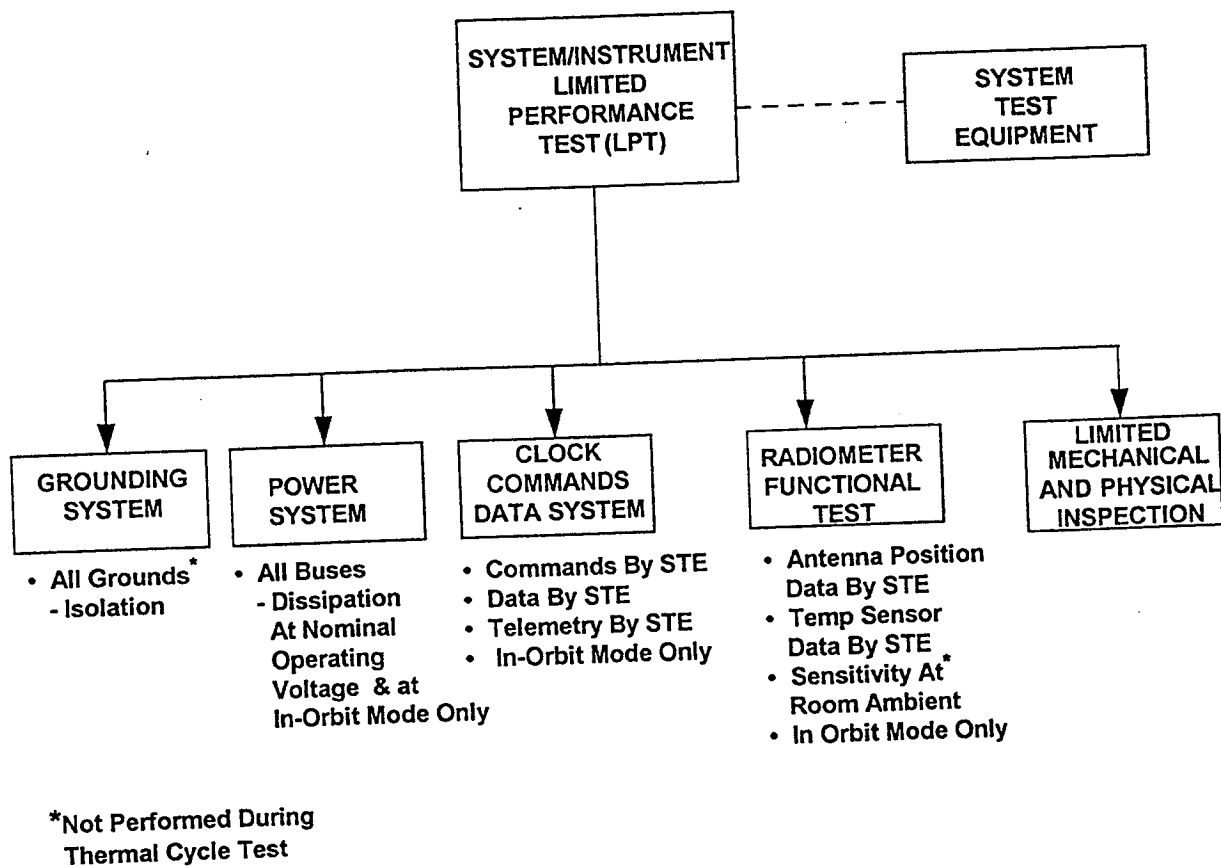 SYSTEM/INSTRUMENT
LIMITED
PERFORMANCE
TEST (LPT)
SYSTEM
TEST
EQUIPMENT
GROUNDING
SYSTEM
• All Grounds*
- Isolation
POWER
SYSTEM
• All Buses
- Dissipation
At Nominal
Operating
Voltage & at
In-Orbit Mode Only
CLOCK
COMMANDS
DATA SYSTEM
• Commands By STE
• Data By STE
• Telemetry By STE
• In-Orbit Mode Only
RADIOMETER
FUNCTIONAL
TEST
• Antenna Position
Data By STE
• Temp Sensor
Data By STE
• Sensitivity At*
Room Ambient
• In Orbit Mode Only
LIMITED
MECHANICAL
AND PHYSICAL
INSPECTION
*Not Performed During
Thermal Cycle Test